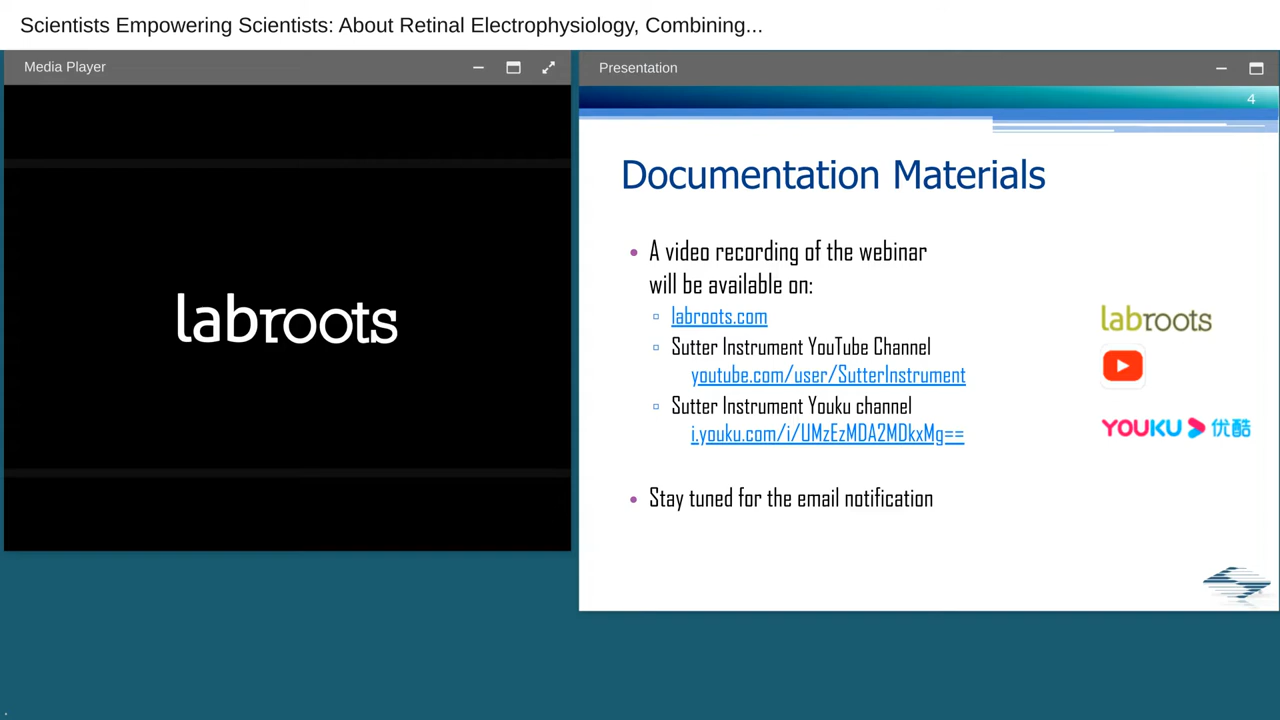 Scientists Empowering Scientists: About Retinal Electrophysiology, Combining...
Media Player
Presentation
4
labroots
Documentation Materials
• A video recording of the webinar
will be available on:
labroots.com
labroots
Sutter Instrument YouTube Channel
youtube.com/user/SutterInstrument
Sutter Instrument Youku channel
i.youku.com/i/UMzEzMDA2MDkxMg==
YOUKU 优酷
• Stay tuned for the email notification